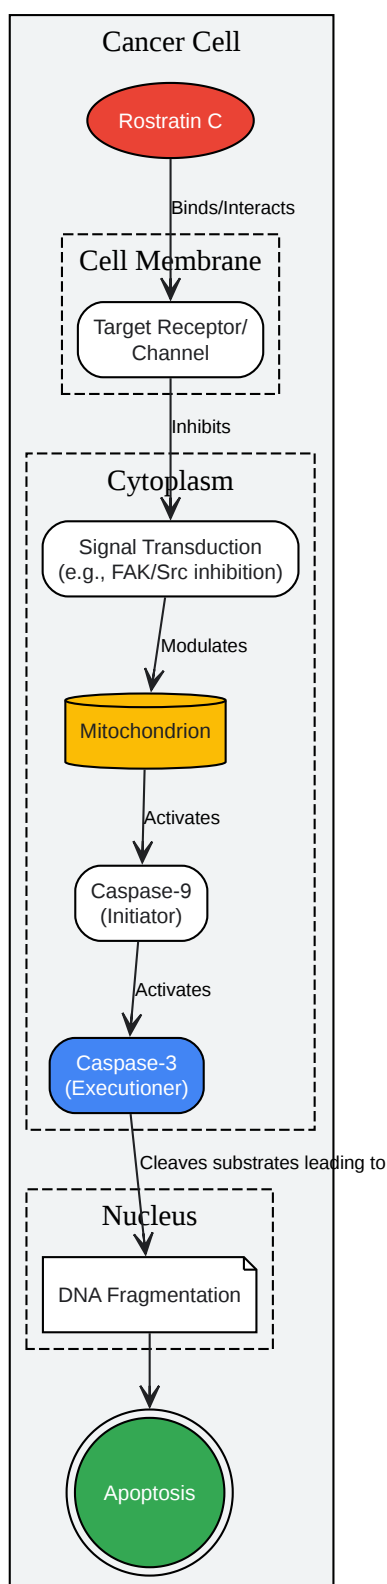 Cancer Cell
Rostratin C
Binds/Interacts
Cell Membrane
Target Receptor/
Channel
Inhibits
Cytoplasm
Signal Transduction
(e.g., FAK/Src inhibition)
Modulates
Mitochondrion
Activates
Caspase-9
(Initiator)
Activates
Caspase-3
(Executioner)
Cleaves substrates leading to
Nucleus
DNA Fragmentation
Apoptosis